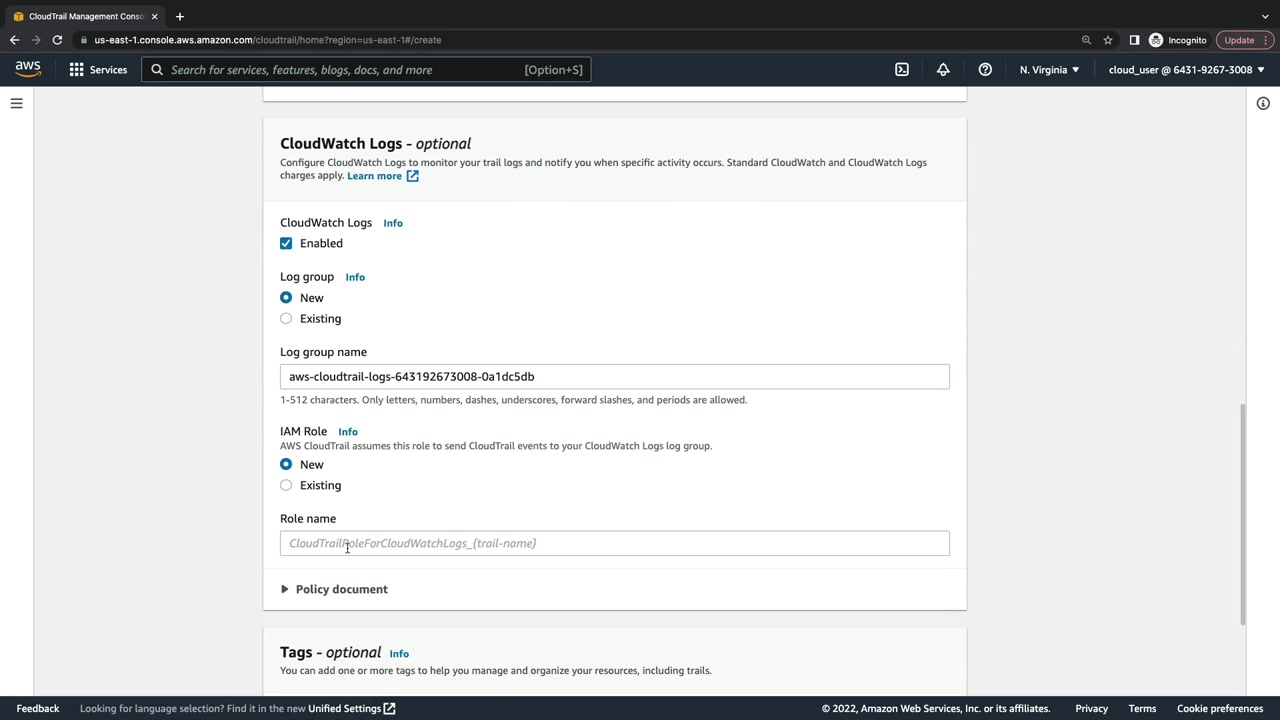 CloudTrail Management Conso
us-east-1.console.aws.amazon.com/cloudtrail/home?region=us-east-1#/create
Incognito
Update
aws
Services
Search for services, features, blogs, docs, and more
[Option+S]
N. Virginia
cloud_user @ 6431-9267-3008
CloudWatch Logs - optional
Configure CloudWatch Logs to monitor your trail logs and notify you when specific activity occurs. Standard CloudWatch and CloudWatch Logs
charges apply. Learn more
CloudWatch Logs Info
Enabled
Log group Info
New
Existing
Log group name
aws-cloudtrail-logs-643192673008-0a1dc5db
1-512 characters. Only letters, numbers, dashes, underscores, forward slashes, and periods are allowed.
IAM Role Info
AWS CloudTrail assumes this role to send CloudTrail events to your CloudWatch Logs log group.
New
Existing
Role name
CloudTrailRoleForCloudWatchLogs_{trail-name}
Policy document
Tags - optional Info
You can add one or more tags to help you manage and organize your resources, including trails.
Feedback
Looking for language selection? Find it in the new Unified Settings
© 2022, Amazon Web Services, Inc. or its affiliates.
Privacy
Terms
Cookie preferences